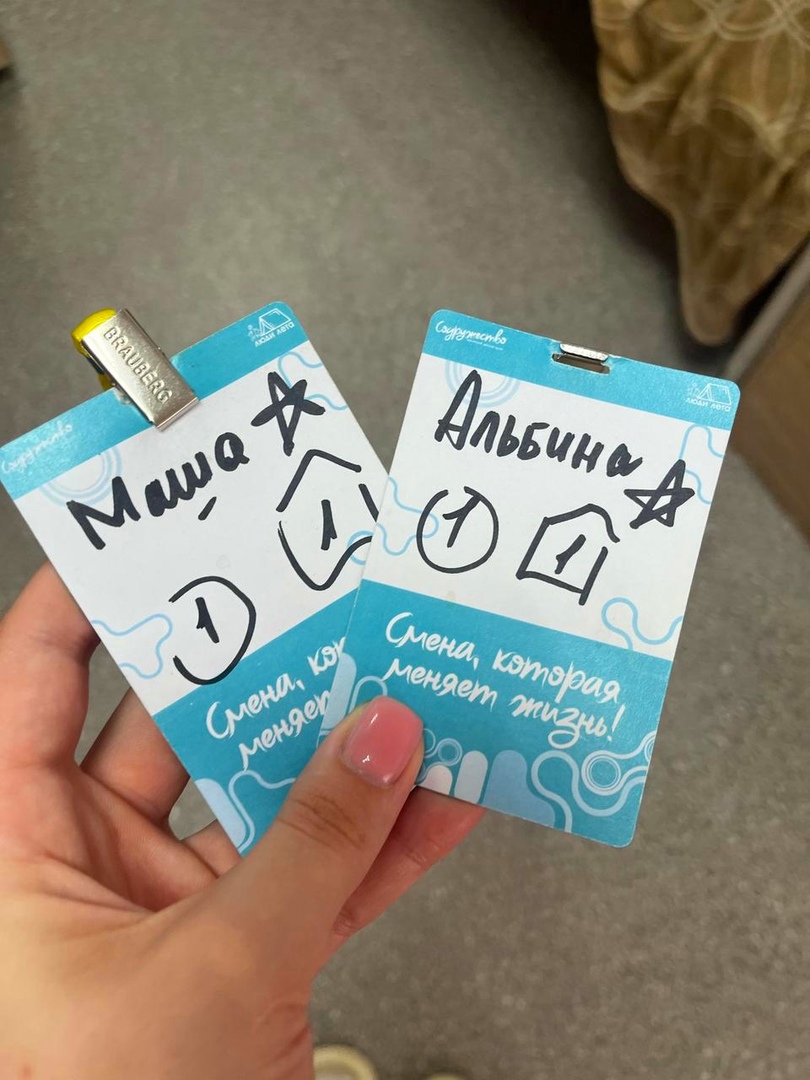 BRAUBERG
Содружество
ЛЮДИ ЛЕТО
Маша
1
1
Смена, кот
меняет
Содружество
ЛЮДИ ЛЕТО
Альбина
1 1
Смена, которая
меняет жизнь!